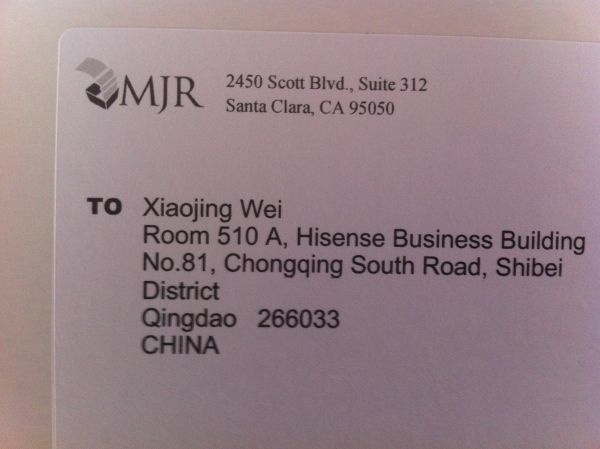 MJR
2450 Scott Blvd., Suite 312
Santa Clara, CA 95050
TO Xiaojing Wei
Room 510 A, Hisense Business Building
No.81, Chongqing South Road, Shibei
District
Qingdao 266033
CHINA